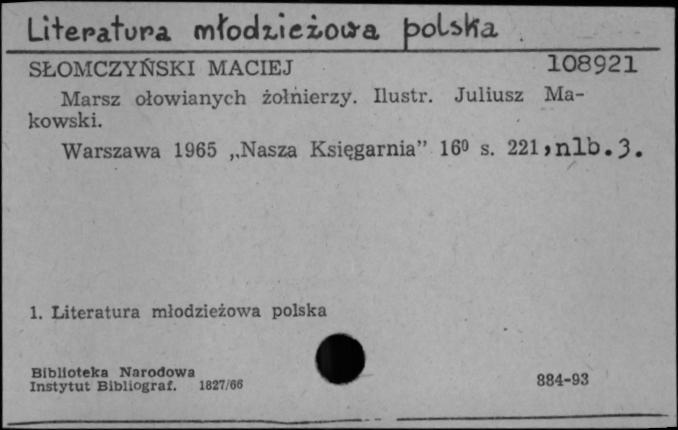 Literatura młodzieżowa polska
SŁOMCZYŃSKI MACIEJ 108921
Marsz ołowianych żołnierzy. Ilustr. Juliusz Ma-
kowski.
Warszawa 1965 „Nasza Księgarnia” 16⁰ s. 221, nlb. 3.
1. Literatura młodzieżowa polska
Biblioteka Narodowa
Instytut Bibliograf. 1827/66
884-93